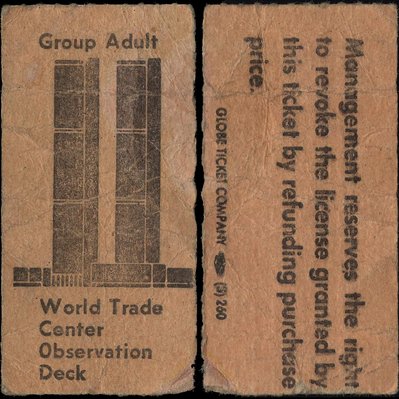 Group Adult
World Trade
Center
Observation
Deck
Management reserves the right
to revoke the license granted by
this ticket by refunding purchase
price.
GLOBE TICKET COMPANY (3) 260